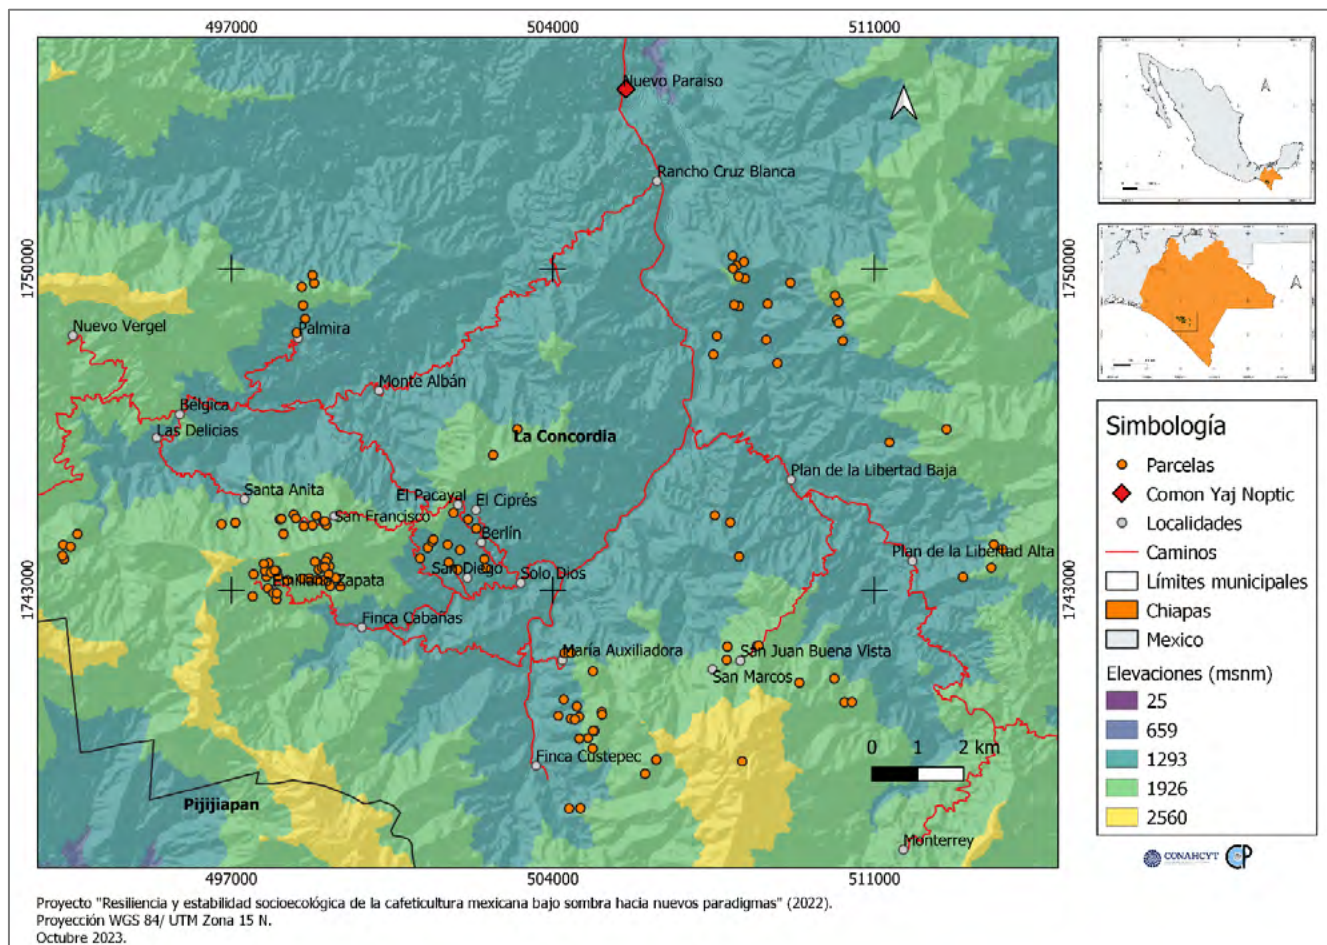 497000
504000
511000
Nuevo Paraiso
Rancho Cruz Blanca
1750000
1750000
Nuevo Vergel
Palmira
Monte Albán
Bélgica
Las Delicias
La Concordia
Plan de la Libertad Baja
Santa Anita
El Pacayal
El Ciprés
San Francisco
Berlín
Plan de la Libertad Alta
San Diego
Solo Dios
Emiliano Zapata
1743000
1743000
Finca Cabañas
María Auxiliadora
San Juan Buena Vista
San Marcos
Finca Custepec
0 1 2 km
Pijijiapan
Monterrey
497000
504000
511000
Simbología
Parcelas
Comon Yaj Noptic
Localidades
Caminos
Límites municipales
Chiapas
Mexico
Elevaciones (msnm)
25
659
1293
1926
2560
CONAHCYT
CP
Proyecto "Resiliencia y estabilidad socioecológica de la cafeticultura mexicana bajo sombra hacia nuevos paradigmas" (2022).
Proyección WGS 84/ UTM Zona 15 N.
Octubre 2023.